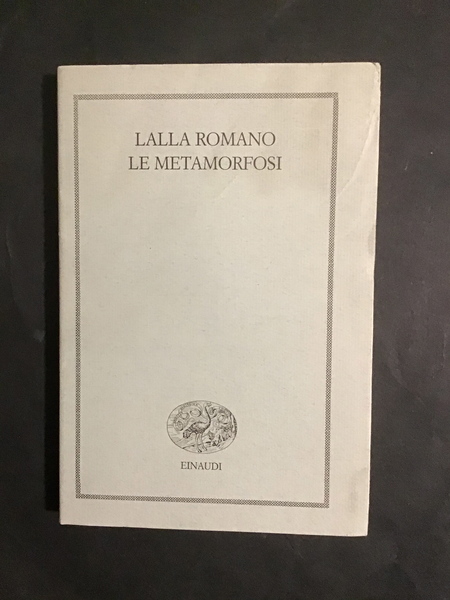 LALLA ROMANO
LE METAMORFOSI
EINAUDI